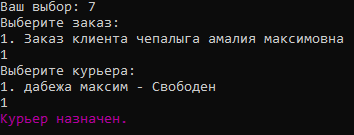 Ваш выбор: 7
Выберите заказ:
1. Заказ клиента чепалыга амалия максимовна
1
Выберите курьера:
1. дабежа максим - Свободен
1
Курьер назначен.